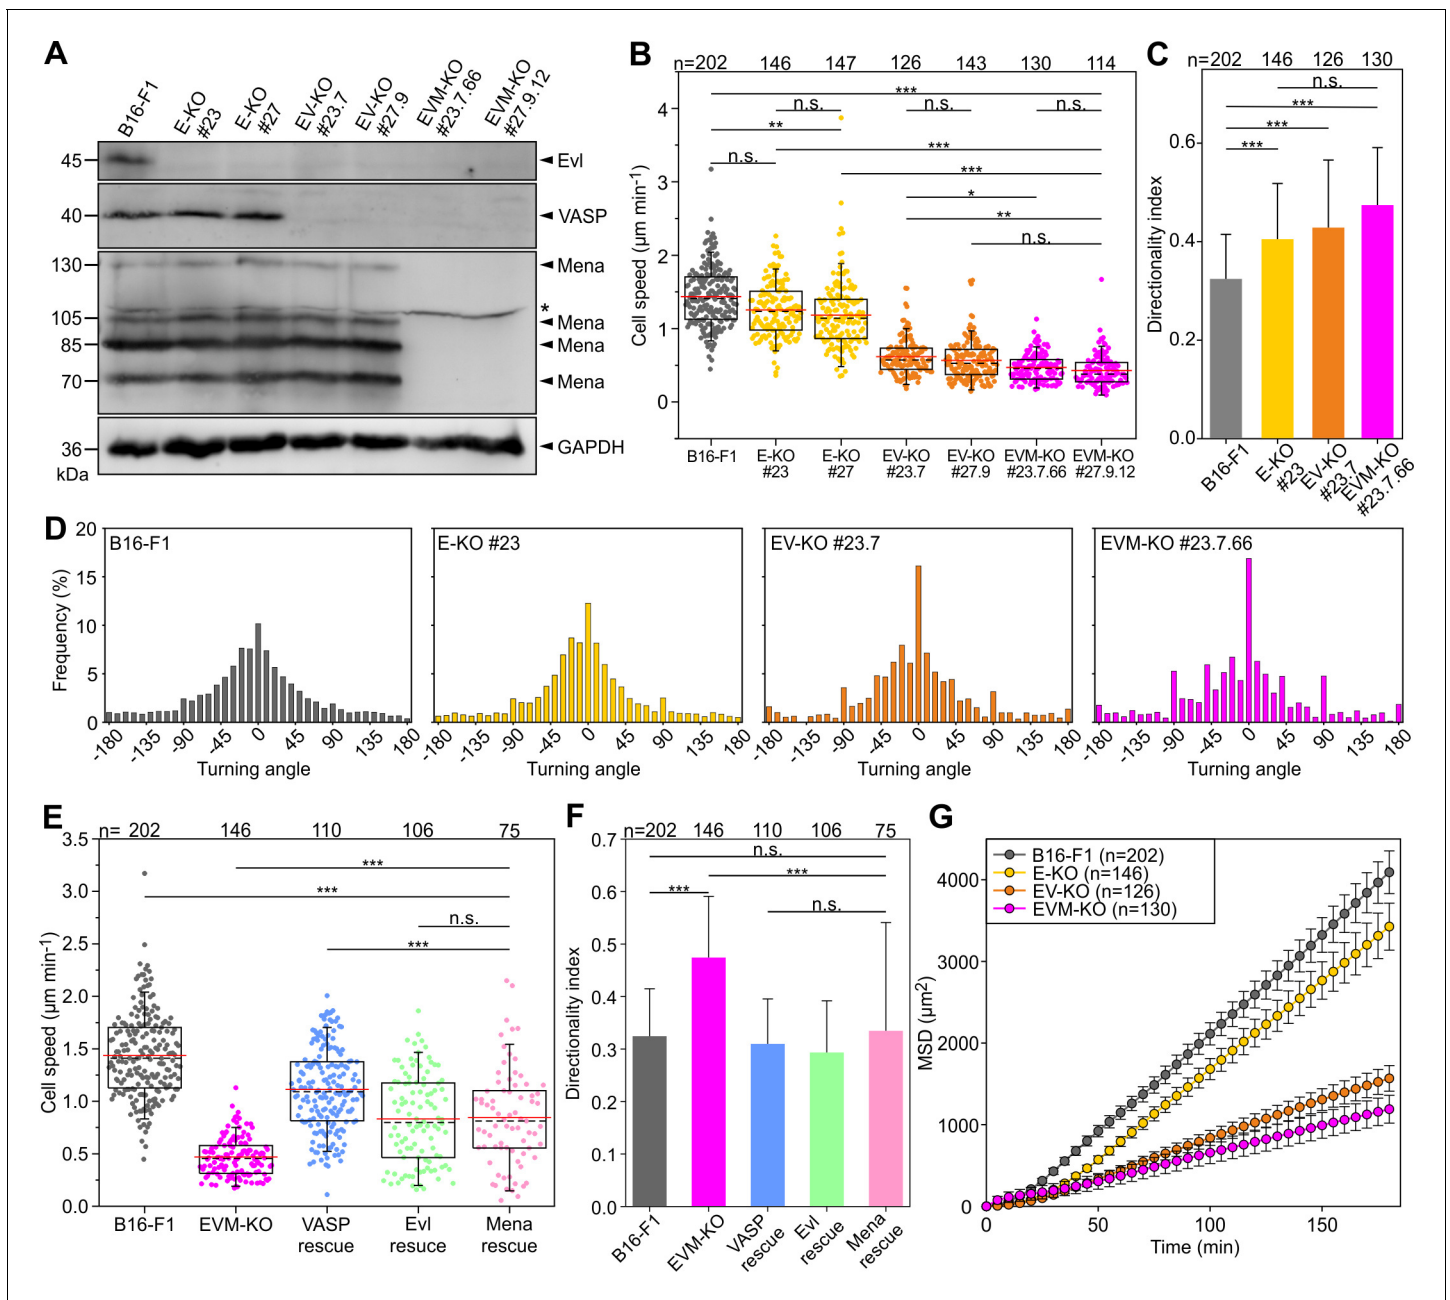 A
B16-F1
E-KO
#23
E-KO
#27
EV-KO
#23.7
EV-KO
#27.9
EVM-KO
#23.7.66
EVM-KO
#27.9.12
45
Evl
40
VASP
130
Mena
*
105
Mena
85
Mena
70
Mena
36
GAPDH
kDa
B
n=202 146 147 126 143 130 114
Cell speed (µm min-1)
4
3
2
1
0
***
n.s. n.s. n.s.
**
***
n.s.
***
*
**
n.s.
B16-F1 E-KO E-KO EV-KO EV-KO EVM-KO EVM-KO
#23 #27 #23.7 #27.9 #23.7.66 #27.9.12
C
n=202 146 126 130
Directionality index
0.6
0.4
0.2
0.0
n.s.
***
***
***
B16-F1
E-KO
#23
EV-KO
#23.7
EVM-KO
#23.7.66
D
Frequency (%)
20
15
10
5
0
B16-F1
-180 -135 -90 -45 0 45 90 135 180
Turning angle
E-KO #23
-180 -135 -90 -45 0 45 90 135 180
Turning angle
EV-KO #23.7
-180 -135 -90 -45 0 45 90 135 180
Turning angle
EVM-KO #23.7.66
-180 -135 -90 -45 0 45 90 135 180
Turning angle
E
n= 202 146 110 106 75
Cell speed (µm min-1)
3.5
3.0
2.5
2.0
1.5
1.0
0.5
0.0
***
***
n.s.
***
B16-F1 EVM-KO VASP Evl Mena
rescue resuce rescue
F
n=202 146 110 106 75
Directionality index
0.7
0.6
0.5
0.4
0.3
0.2
0.1
0.0
n.s.
***
***
n.s.
B16-F1
EVM-KO
VASP
rescue
Evl
rescue
Mena
rescue
G
B16-F1 (n=202)
E-KO (n=146)
EV-KO (n=126)
EVM-KO (n=130)
MSD (µm2)
4000
3000
2000
1000
0
0 50 100 150
Time (min)